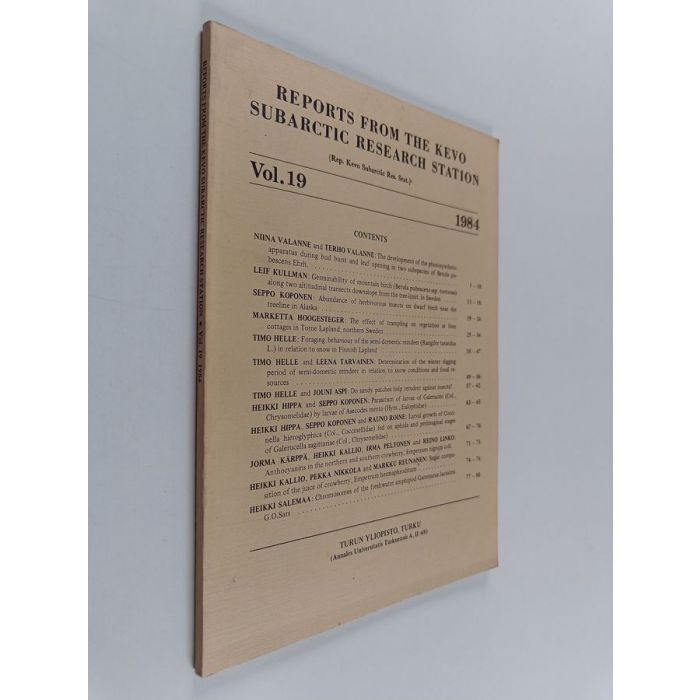 REPORTS FROM THE KEVO SUBARCTIC RESEARCH STATION • Vol. 19 1984
REPORTS FROM THE KEVO
SUBARCTIC RESEARCH STATION
(Rep. Kevo Subarctic Res. Stat.)
Vol. 19
1984
CONTENTS
NIINA VALANNE and TERHO VALANNE: The development of the photosynthetic
apparatus during bud burst and leaf opening in two subspecies of Betula pu-
bescens Ehrh. 1 – 10
LEIF KULLMAN: Germinability of mountain birch (Betula pubescens ssp. tortuosa)
along two altitudinal transects downslope from the tree-limit, in Sweden 11 – 18
SEPPO KOPONEN: Abundance of herbivorous insects on dwarf birch near the
treeline in Alaska 19 – 24
MARKETTA HOOGESTEGER: The effect of trampling on vegetation at four
cottages in Torne Lapland, northern Sweden 25 – 34
TIMO HELLE: Foraging behaviour of the semi-domestic reindeer (Rangifer tarandus
L.) in relation to snow in Finnish Lapland 35 – 47
TIMO HELLE and LEENA TARVAINEN: Determination of the winter digging
period of semi-domestic reindeer in relation to snow conditions and food re-
sources 49 – 56
TIMO HELLE and JOUNI ASPI: Do sandy patches help reindeer against insects? 57 – 62
HEIKKI HIPPA and SEPPO KOPONEN: Parasitism of larvae of Galerucini (Col.,
Chrysomelidae) by larvae of Asecodes mento (Hym., Eulophidae) 63 – 65
HEIKKI HIPPA, SEPPO KOPONEN and RAUNO ROINE: Larval growth of Cocci-
nella hieroglyphica (Col., Coccinellidae) fed on aphids and preimaginal stages
of Galerucella sagittariae (Col., Chrysomelidae) 67 – 70
JORMA KÄRPPÄ, HEIKKI KALLIO, IRMA PELTONEN and REINO LINKO:
Anthocyanins in the northern and southern crowberry, Empetrum nigrum coll. 71 – 73
HEIKKI KALLIO, PEKKA NIKKOLA and MARKKU REUNANEN: Sugar compo-
sition of the juice of crowberry, Empetrum hermaphroditum 74 – 76
HEIKKI SALEMAA: Chromosomes of the freshwater amphipod Gammarus lacustris
G.O.Sars 77 – 80
TURUN YLIOPISTO, TURKU
(Annales Universitatis Turkuensis A, II 68)